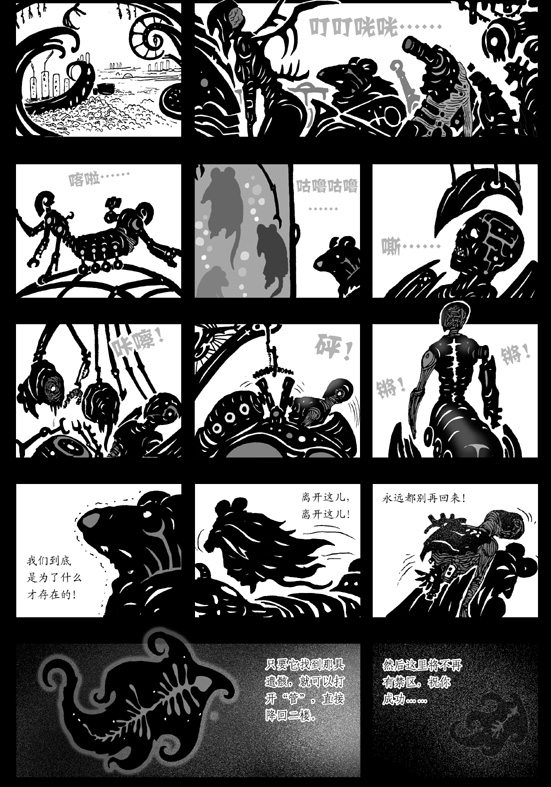 叮叮咣咣……
喀啦……
咕噜咕噜
……
嘶……
咔嚓！
砰！
锵！
锵！
我们到底
是为了什么
才存在的！
离开这儿，
离开这儿！
永远都别再回来！
只要它找到那具
遗骸，就可以打
开“管”，直接
降回二楼．
然后这里将不再
有禁区，祝你
成功……